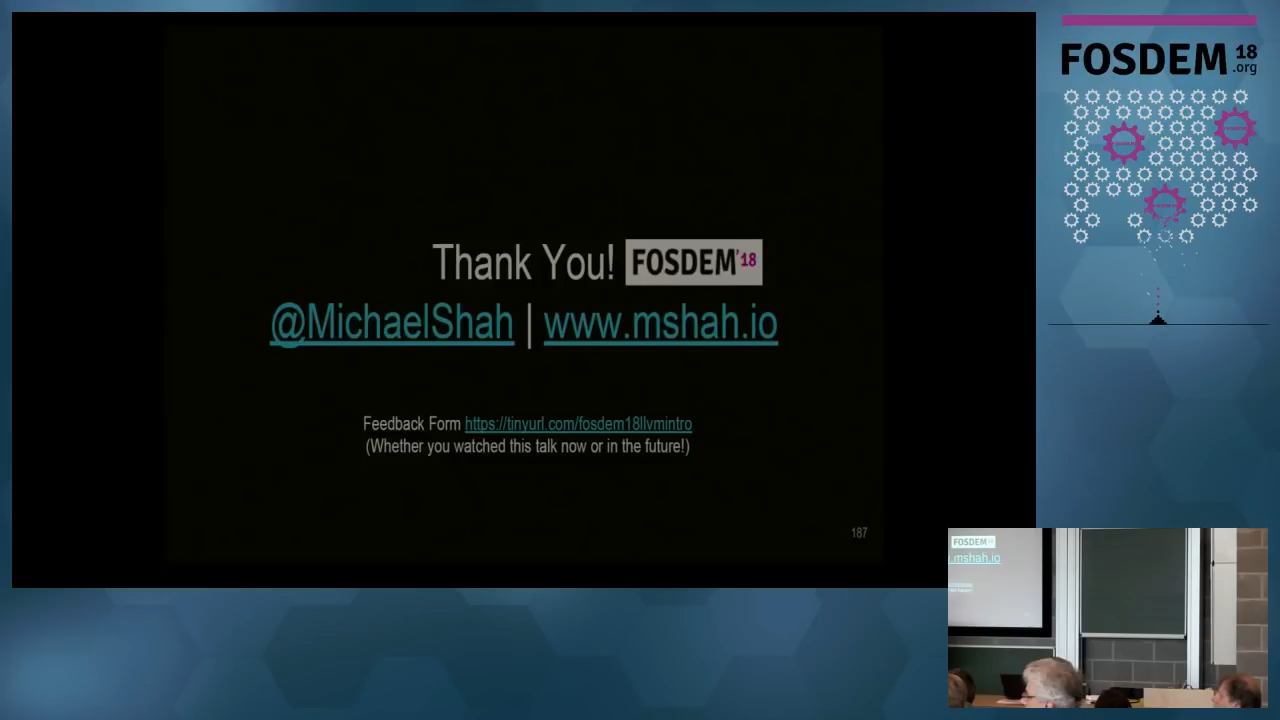 Thank You! FOSDEM'18
@MichaelShah | www.mshah.io
Feedback Form https://tinyurl.com/fosdem18llvmintro
(Whether you watched this talk now or in the future!)
187
FOSDEM 18
.org
FOSDEM
.mshah.io